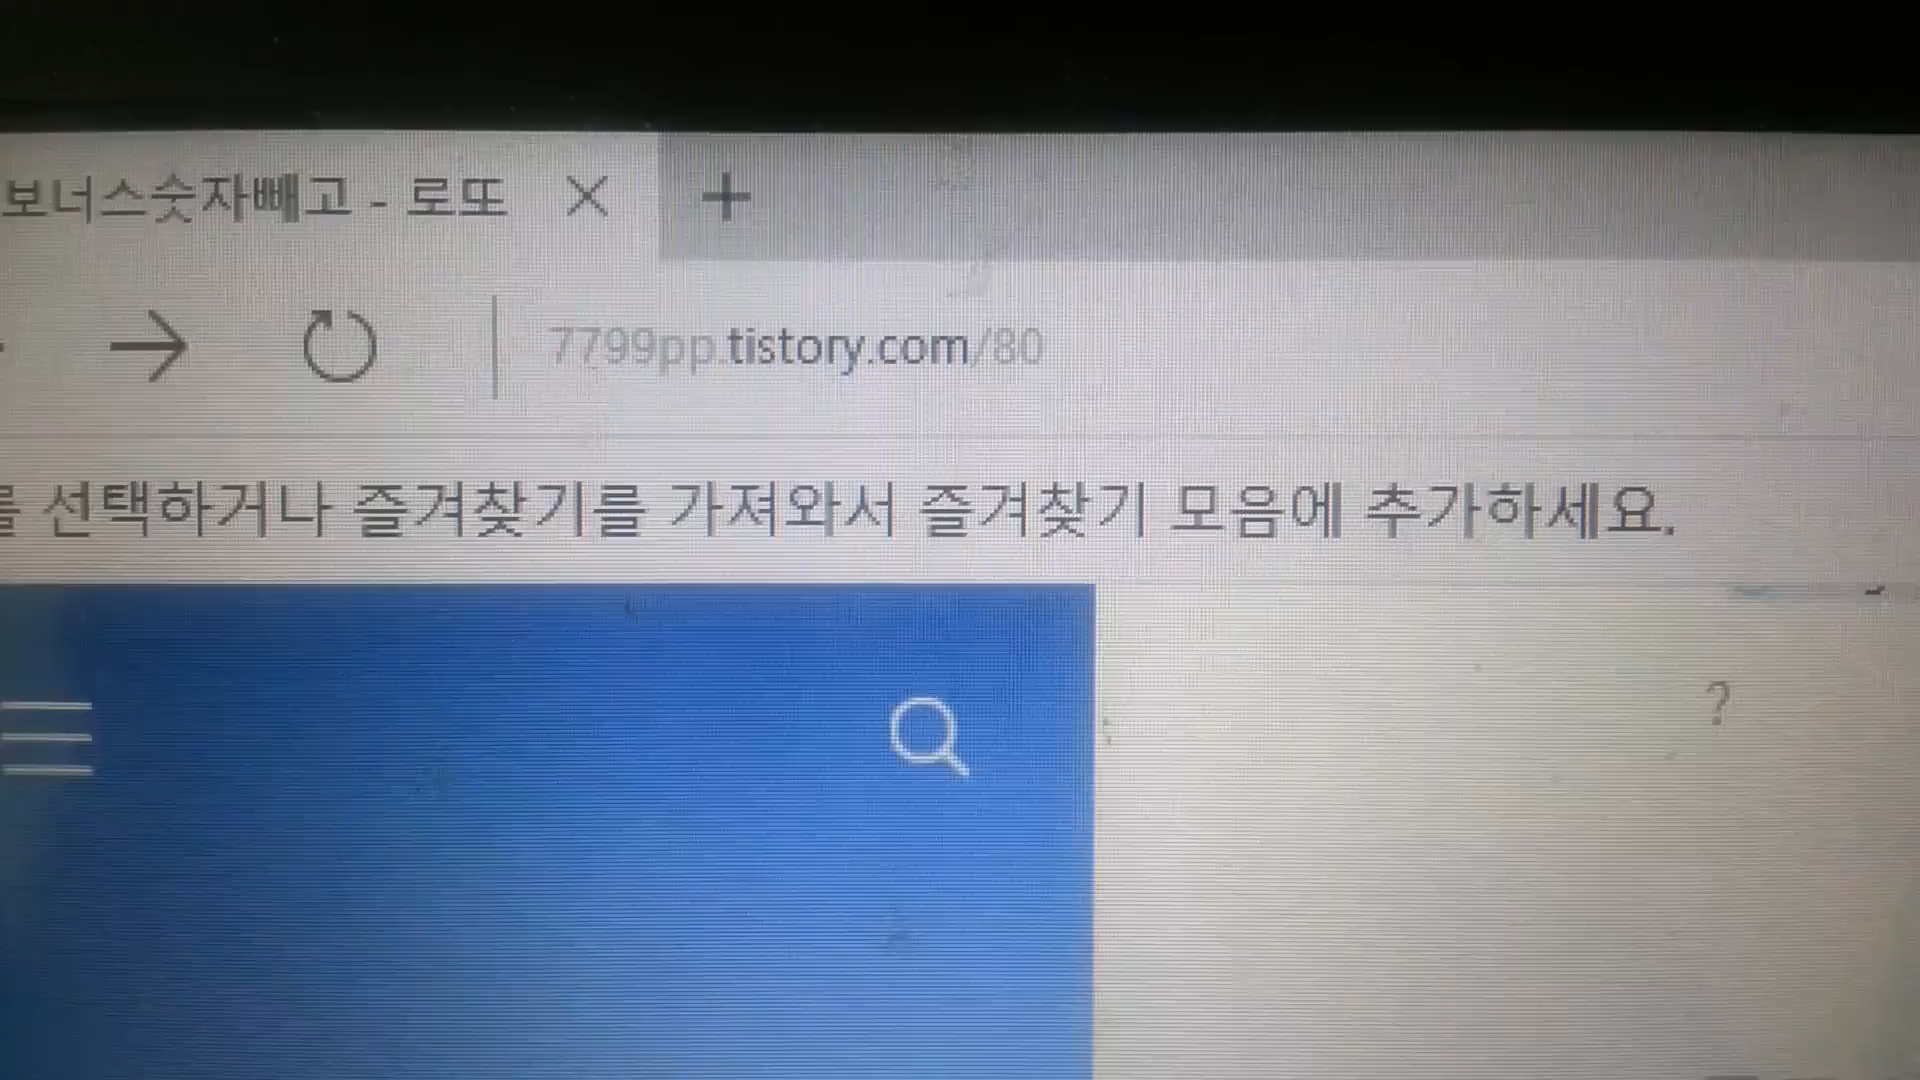 보너스숫자빼고 - 로또
7799pp.tistory.com/80
를 선택하거나 즐겨찾기를 가져와서 즐겨찾기 모음에 추가하세요.
?